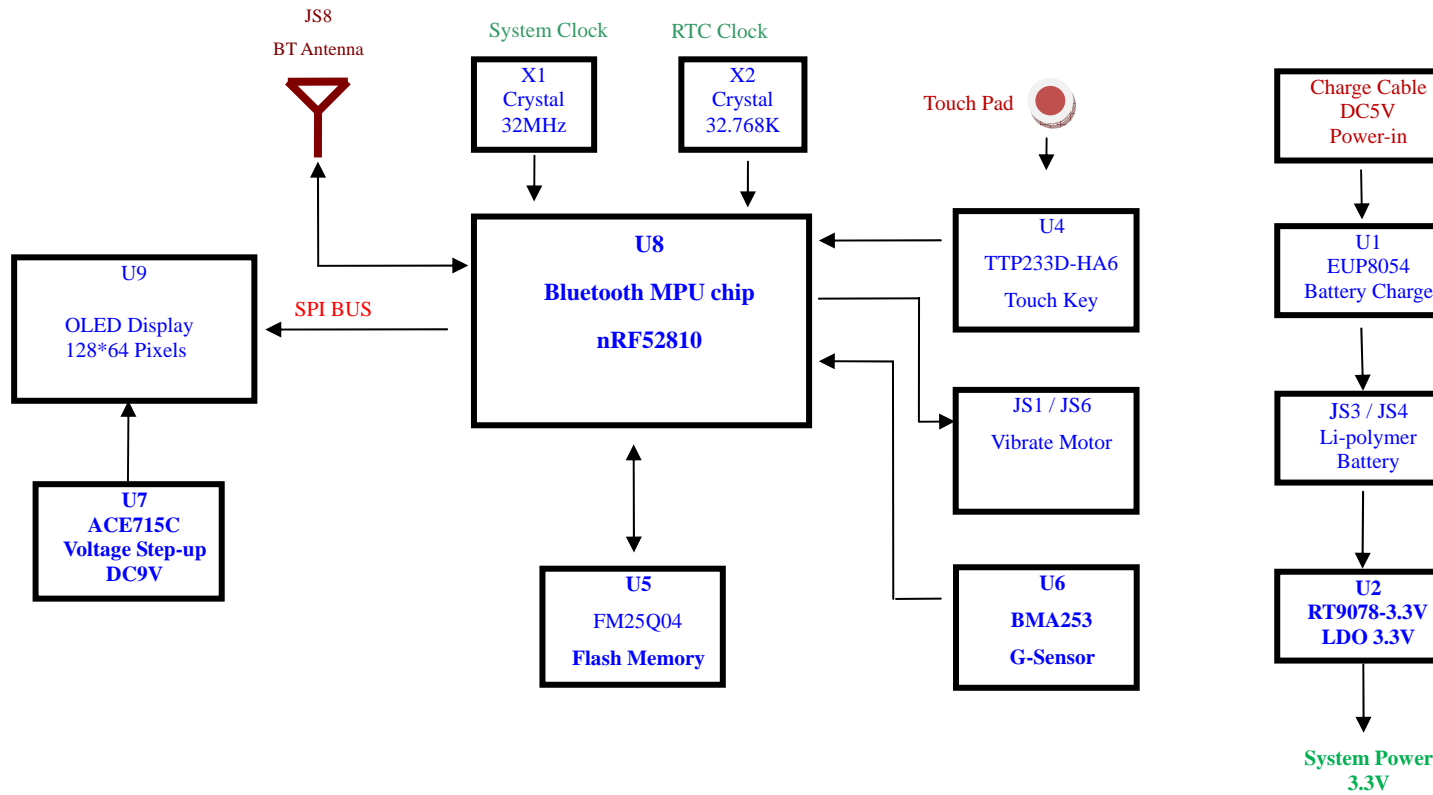 JS8
BT Antenna
System Clock
RTC Clock
X1
Crystal
32MHz
X2
Crystal
32.768K
Touch Pad
Charge Cable
DC5V
Power-in
U9
OLED Display
128*64 Pixels
SPI BUS
U8
Bluetooth MPU chip
nRF52810
U4
TTP233D-HA6
Touch Key
U1
EUP8054
Battery Charge
JS1 / JS6
Vibrate Motor
JS3 / JS4
Li-polymer
Battery
U7
ACE715C
Voltage Step-up
DC9V
U5
FM25Q04
Flash Memory
U6
BMA253
G-Sensor
U2
RT9078-3.3V
LDO 3.3V
System Power
3.3V